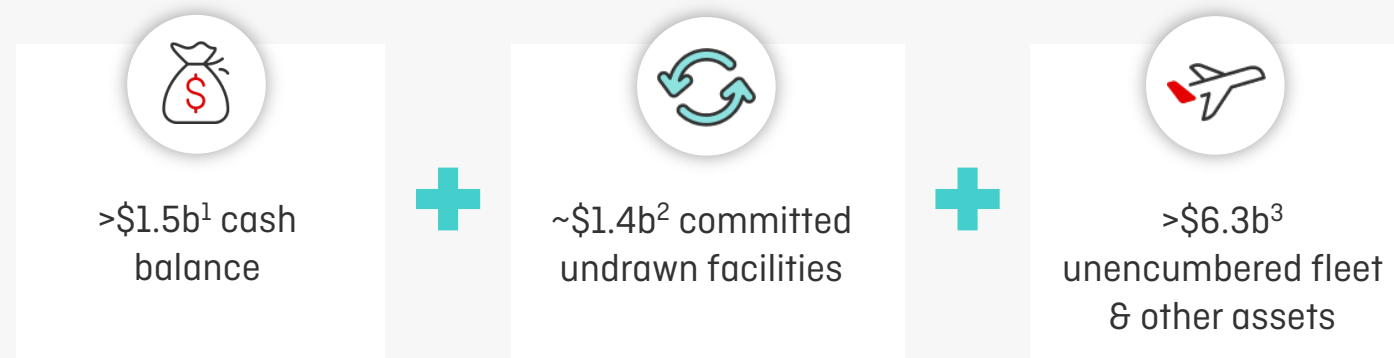 >$1.5b¹ cash
balance
~$1.4b² committed
undrawn facilities
>$6.3b³
unencumbered fleet
& other assets